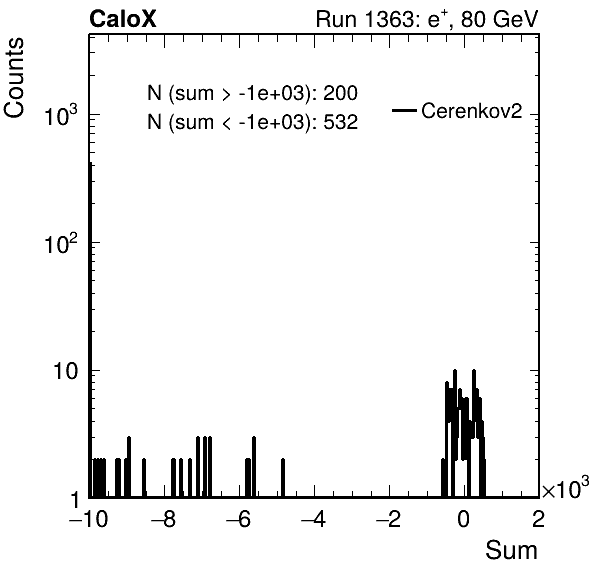 CaloX Run 1363: e⁺, 80 GeV
Counts
N (sum > -1e+03): 200
N (sum < -1e+03): 532
Cerenkov2
10³
10²
10
1
−10 −8 −6 −4 −2 0 2
×10³
Sum